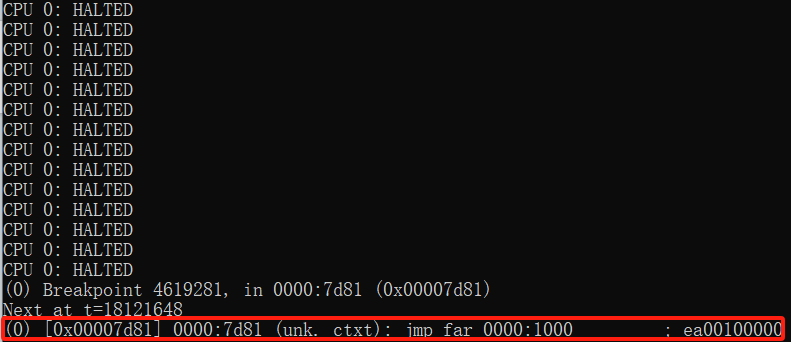 CPU 0: HALTED
CPU 0: HALTED
CPU 0: HALTED
CPU 0: HALTED
CPU 0: HALTED
CPU 0: HALTED
CPU 0: HALTED
CPU 0: HALTED
CPU 0: HALTED
CPU 0: HALTED
CPU 0: HALTED
CPU 0: HALTED
CPU 0: HALTED
CPU 0: HALTED
(0) Breakpoint 4619281, in 0000:7d81 (0x00007d81)
Next at t=18121648
(0) [0x00007d81] 0000:7d81 (unk. ctxt): jmp far 0000:1000 ; ea00100000